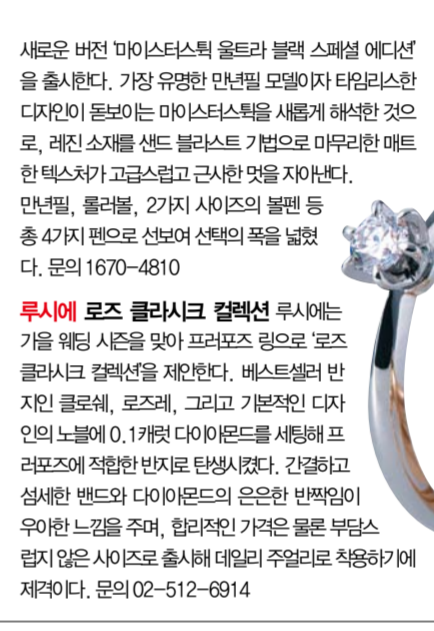 새로운 버전 ‘마이스터스튁 울트라 블랙 스페셜 에디션’
을 출시한다. 가장 유명한 만년필 모델이자 타임리스한
디자인이 돋보이는 마이스터스튁을 새롭게 해석한 것으
로, 레진 소재를 샌드 블라스트 기법으로 마무리한 매트
한 텍스처가 고급스럽고 근사한 멋을 자아낸다.
만년필, 롤러볼, 2가지 사이즈의 볼펜 등
총 4가지 펜으로 선보여 선택의 폭을 넓혔
다. 문의 1670-4810
루시에 로즈 클라시크 컬렉션 루시에는
가을 웨딩 시즌을 맞아 프러포즈 링으로 ‘로즈
클라시크 컬렉션’을 제안한다. 베스트셀러 반
지인 클로쉐, 로즈레, 그리고 기본적인 디자
인의 노블에 0.1캐럿 다이아몬드를 세팅해 프
러포즈에 적합한 반지로 탄생시켰다. 간결하고
섬세한 밴드와 다이아몬드의 은은한 반짝임이
우아한 느낌을 주며, 합리적인 가격은 물론 부담스
럽지 않은 사이즈로 출시해 데일리 주얼리로 착용하기에
제격이다. 문의 02-512-6914